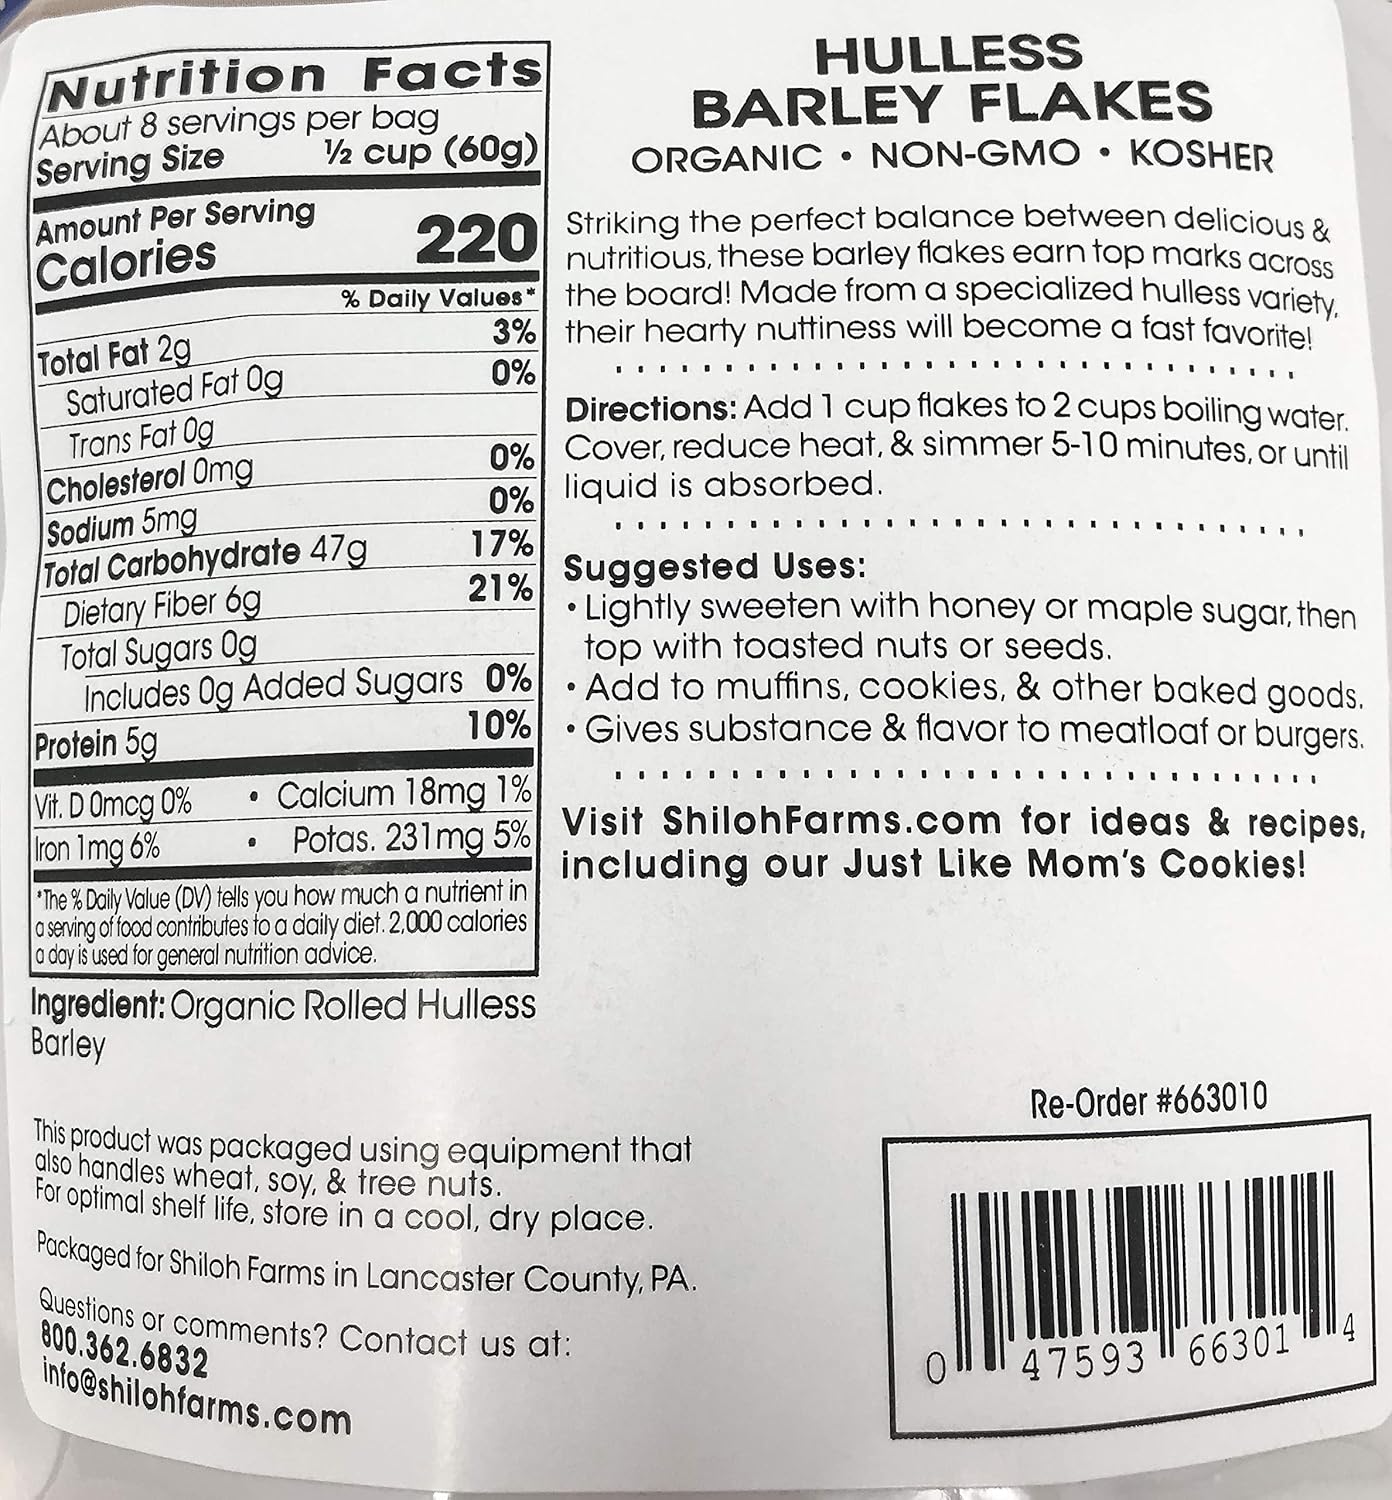 Nutrition Facts
About 8 servings per bag
Serving Size ½ cup (60g)
Amount Per Serving
Calories 220
% Daily Values*
Total Fat 2g 3%
Saturated Fat 0g 0%
Trans Fat 0g
Cholesterol 0mg 0%
Sodium 5mg 0%
Total Carbohydrate 47g 17%
Dietary Fiber 6g 21%
Total Sugars 0g
Includes 0g Added Sugars 0%
Protein 5g 10%
Vit. D 0mcg 0% • Calcium 18mg 1%
Iron 1mg 6% • Potas. 231mg 5%
*The % Daily Value (DV) tells you how much a nutrient in
a serving of food contributes to a daily diet. 2,000 calories
a day is used for general nutrition advice.
Ingredient: Organic Rolled Hulless
Barley
This product was packaged using equipment that
also handles wheat, soy, & tree nuts.
For optimal shelf life, store in a cool, dry place.
Packaged for Shiloh Farms in Lancaster County, PA.
Questions or comments? Contact us at:
800.362.6832
info@shilohfarms.com
HULLESS
BARLEY FLAKES
ORGANIC • NON-GMO • KOSHER
Striking the perfect balance between delicious &
nutritious, these barley flakes earn top marks across
the board! Made from a specialized hulless variety,
their hearty nuttiness will become a fast favorite!
Directions: Add 1 cup flakes to 2 cups boiling water.
Cover, reduce heat, & simmer 5-10 minutes, or until
liquid is absorbed.
Suggested Uses:
• Lightly sweeten with honey or maple sugar, then
top with toasted nuts or seeds.
• Add to muffins, cookies, & other baked goods.
• Gives substance & flavor to meatloaf or burgers.
Visit ShilohFarms.com for ideas & recipes,
including our Just Like Mom's Cookies!
Re-Order #663010
0 47593 66301 4